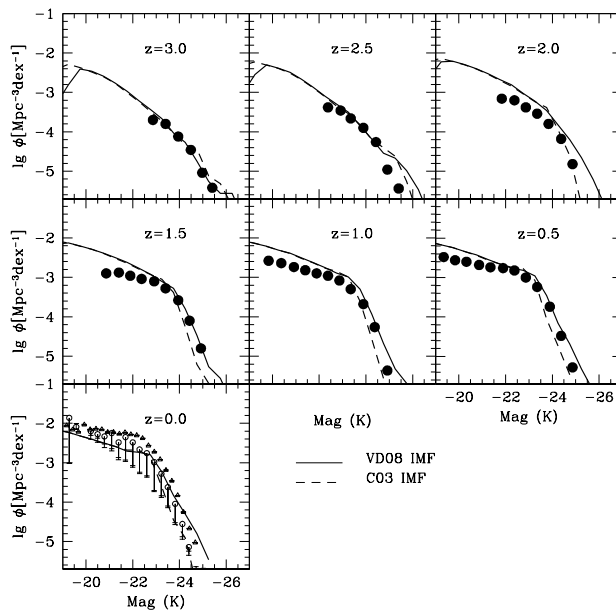 -1
z=3.0
z=2.5
z=2.0
-2
-3
-4
-5
lg ϕ[Mpc⁻³dex⁻¹]
-1
z=1.5
z=1.0
z=0.5
-2
-3
-4
-5
lg ϕ[Mpc⁻³dex⁻¹]
-1
-20 -22 -24 -26
Mag (K)
Mag (K)
z=0.0
-2
-3
-4
-5
lg ϕ[Mpc⁻³dex⁻¹]
VD08 IMF
C03 IMF
-20 -22 -24 -26
Mag (K)